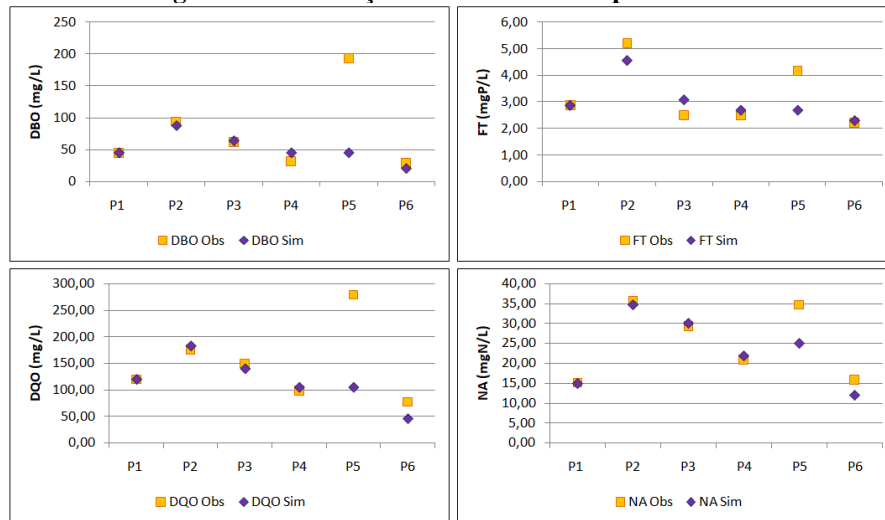 250
200
150
100
50
0
DBO (mg/L)
P1 P2 P3 P4 P5 P6
DBO Obs DBO Sim
6,00
5,00
4,00
3,00
2,00
1,00
0,00
FT (mgP/L)
P1 P2 P3 P4 P5 P6
FT Obs FT Sim
300,00
250,00
200,00
150,00
100,00
50,00
0,00
DQO (mg/L)
P1 P2 P3 P4 P5 P6
DQO Obs DQO Sim
40,00
35,00
30,00
25,00
20,00
15,00
10,00
5,00
0,00
NA (mgN/L)
P1 P2 P3 P4 P5 P6
NA Obs NA Sim